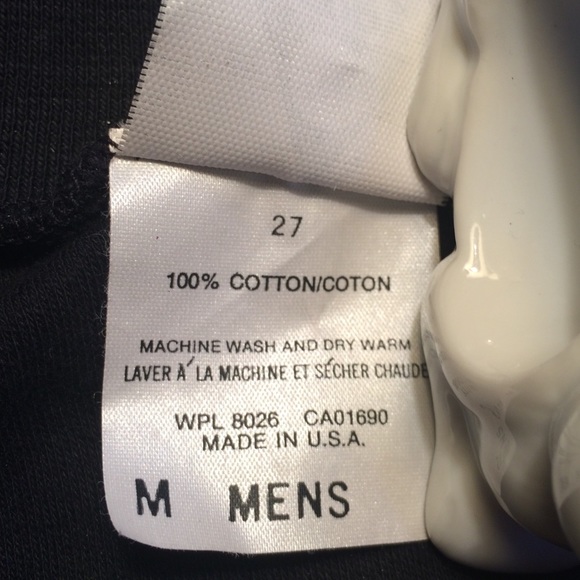 27
100% COTTON/COTON
MACHINE WASH AND DRY WARM
LAVER À LA MACHINE ET SÉCHER CHAUDE
WPL 8026 CA01690
MADE IN U.S.A.
M MENS